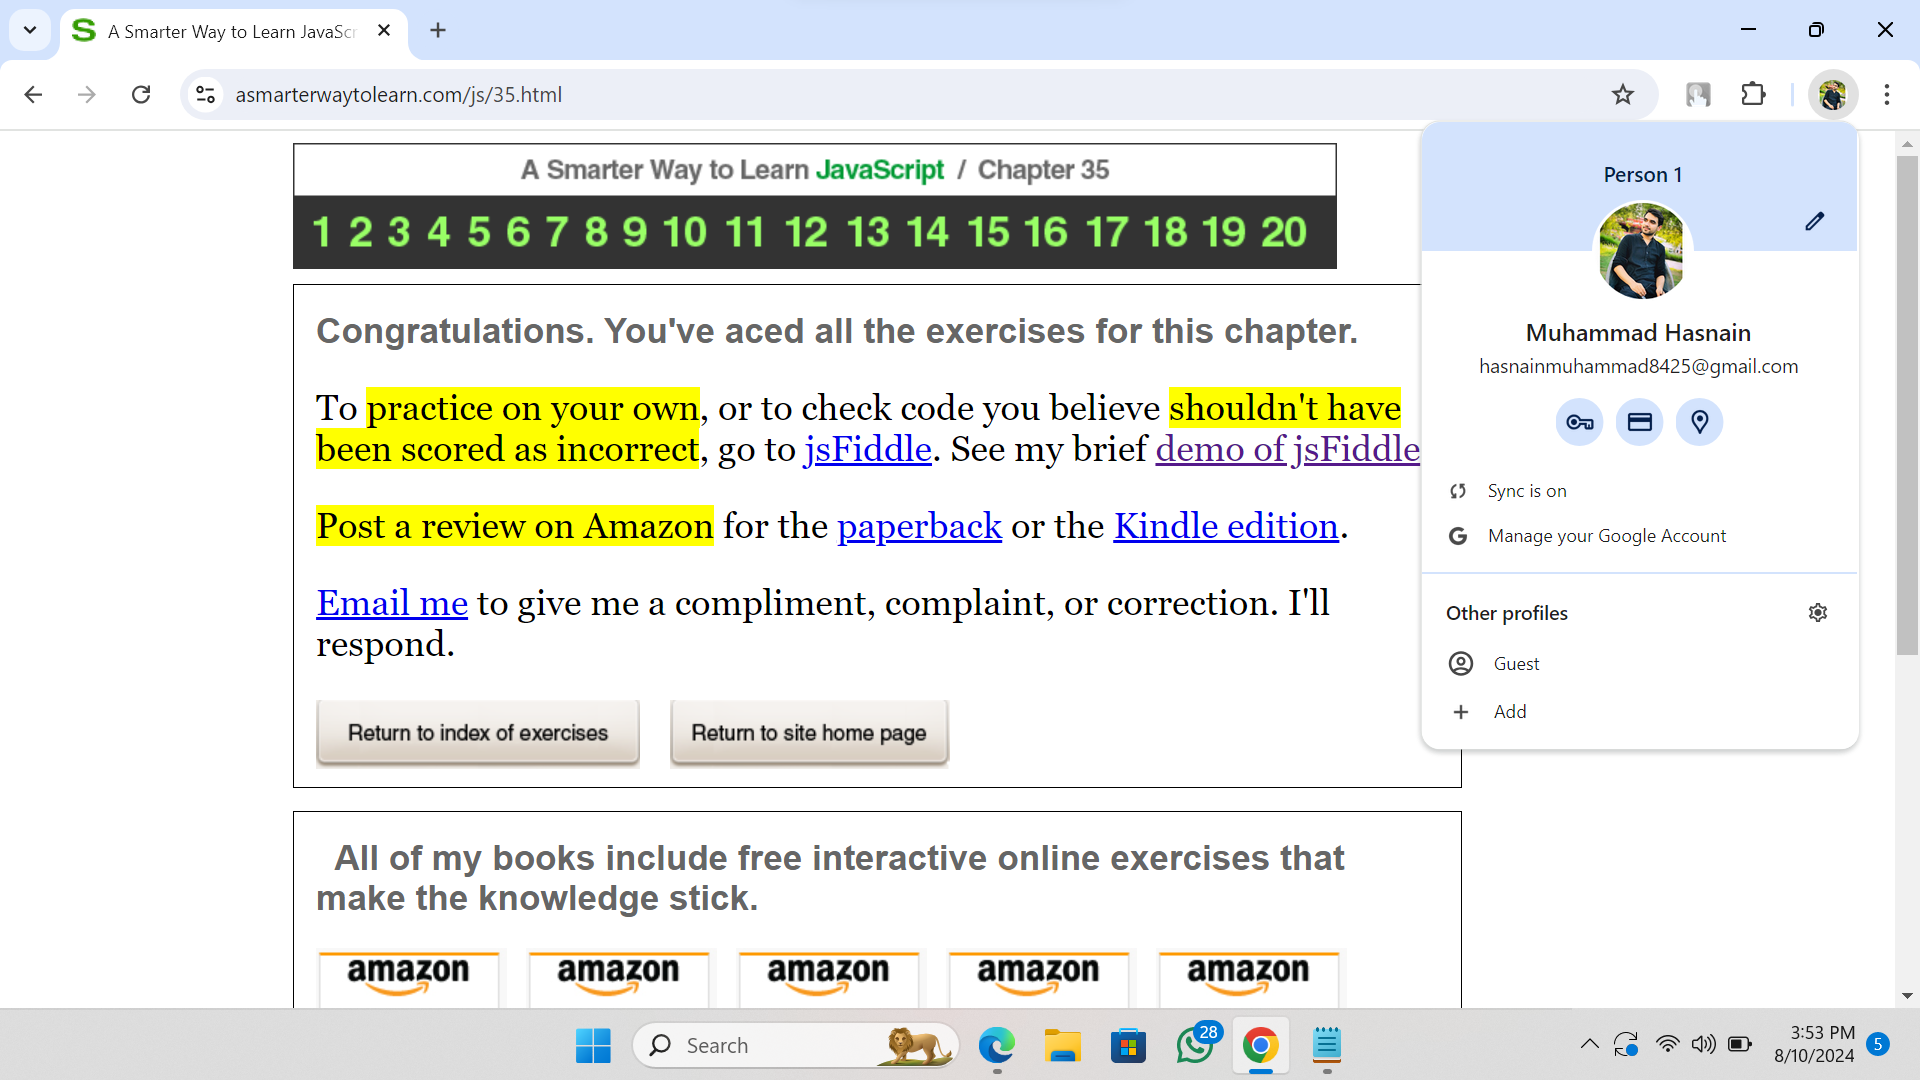 A Smarter Way to Learn JavaScr
asmarterwaytolearn.com/js/35.html
A Smarter Way to Learn JavaScript / Chapter 35
1 2 3 4 5 6 7 8 9 10 11 12 13 14 15 16 17 18 19 20
Congratulations. You've aced all the exercises for this chapter.
To practice on your own, or to check code you believe shouldn't have
been scored as incorrect, go to jsFiddle. See my brief demo of jsFiddle
Post a review on Amazon for the paperback or the Kindle edition.
Email me to give me a compliment, complaint, or correction. I'll
respond.
Return to index of exercises
Return to site home page
All of my books include free interactive online exercises that
make the knowledge stick.
amazon amazon amazon amazon amazon
Person 1
Muhammad Hasnain
hasnainmuhammad8425@gmail.com
Sync is on
Manage your Google Account
Other profiles
Guest
Add
Search
28
3:53 PM
8/10/2024
5